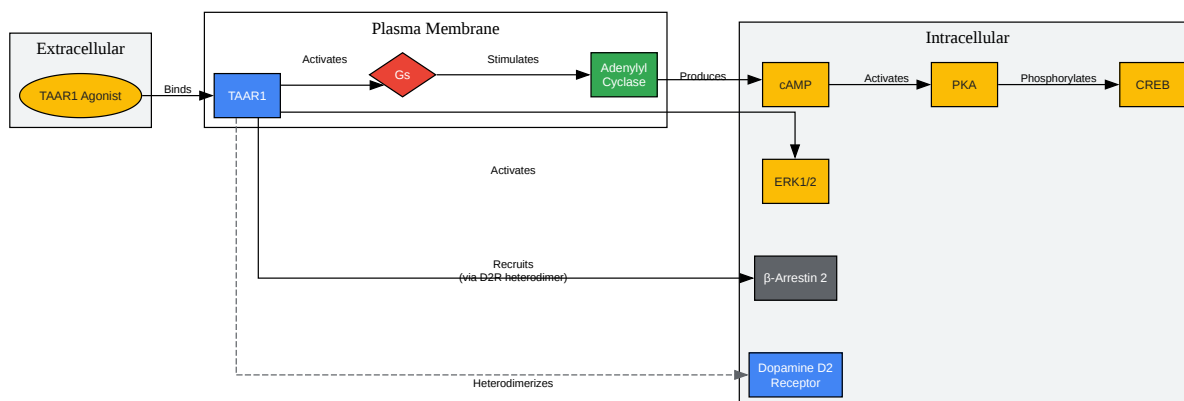 Extracellular
Plasma Membrane
Intracellular
TAAR1 Agonist
Binds
TAAR1
Activates
Gs
Stimulates
Adenylyl
Cyclase
Produces
cAMP
Activates
PKA
Phosphorylates
CREB
Activates
ERK1/2
Recruits
(via D2R heterodimer)
β-Arrestin 2
Heterodimerizes
Dopamine D2
Receptor